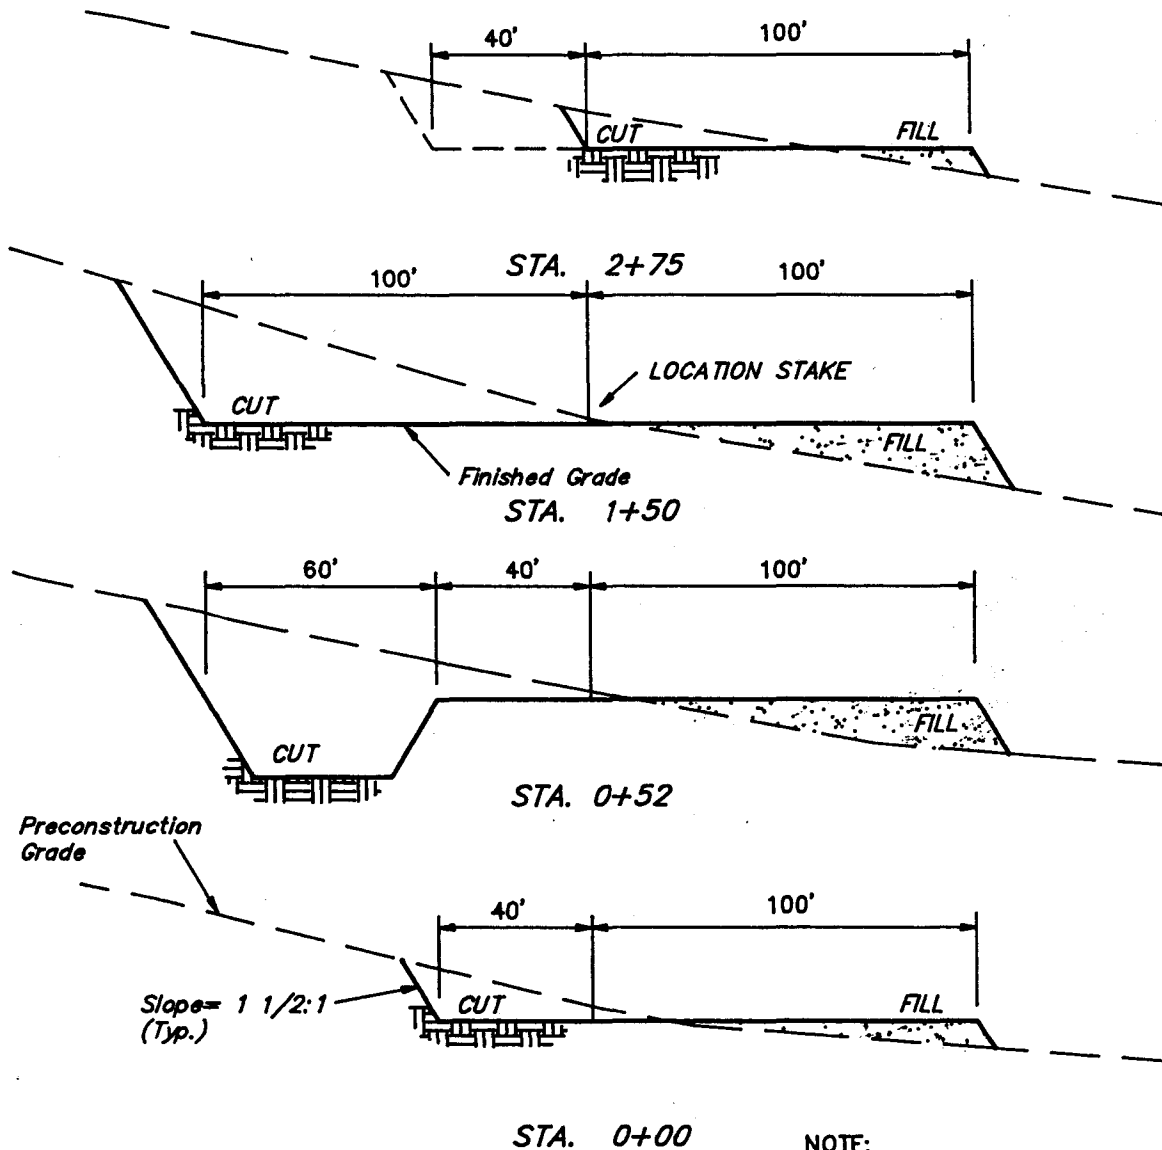 40'
100'
CUT
FILL
STA. 2+75
100'
100'
LOCATION STAKE
CUT
FILL
Finished Grade
STA. 1+50
60'
40'
100'
FILL
CUT
STA. 0+52
Preconstruction
Grade
40'
100'
Slope= 1 1/2:1
(Typ.)
CUT
FILL
STA. 0+00
NOTE: